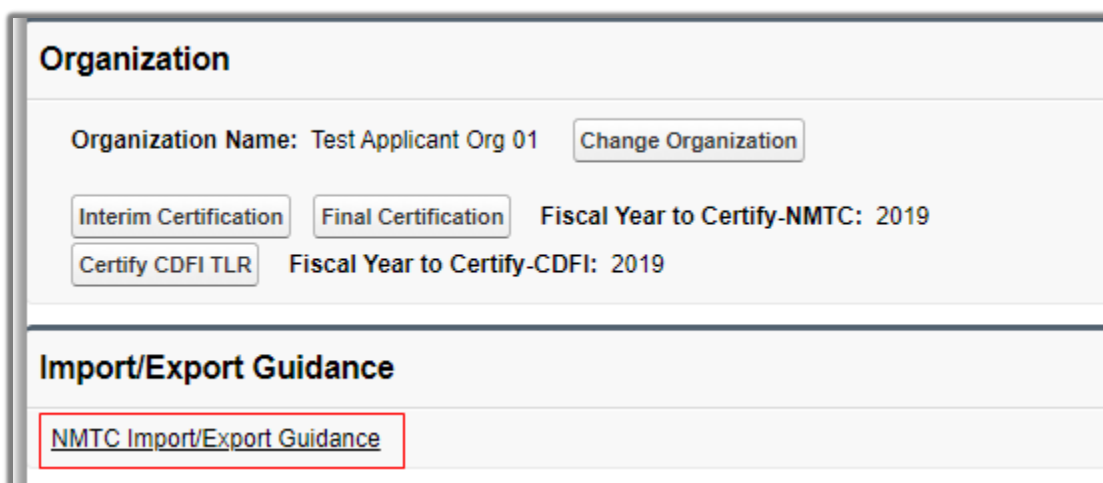 Organization
Organization Name: Test Applicant Org 01 Change Organization
Interim Certification Final Certification Fiscal Year to Certify-NMTC: 2019
Certify CDFI TLR Fiscal Year to Certify-CDFI: 2019
Import/Export Guidance
NMTC Import/Export Guidance